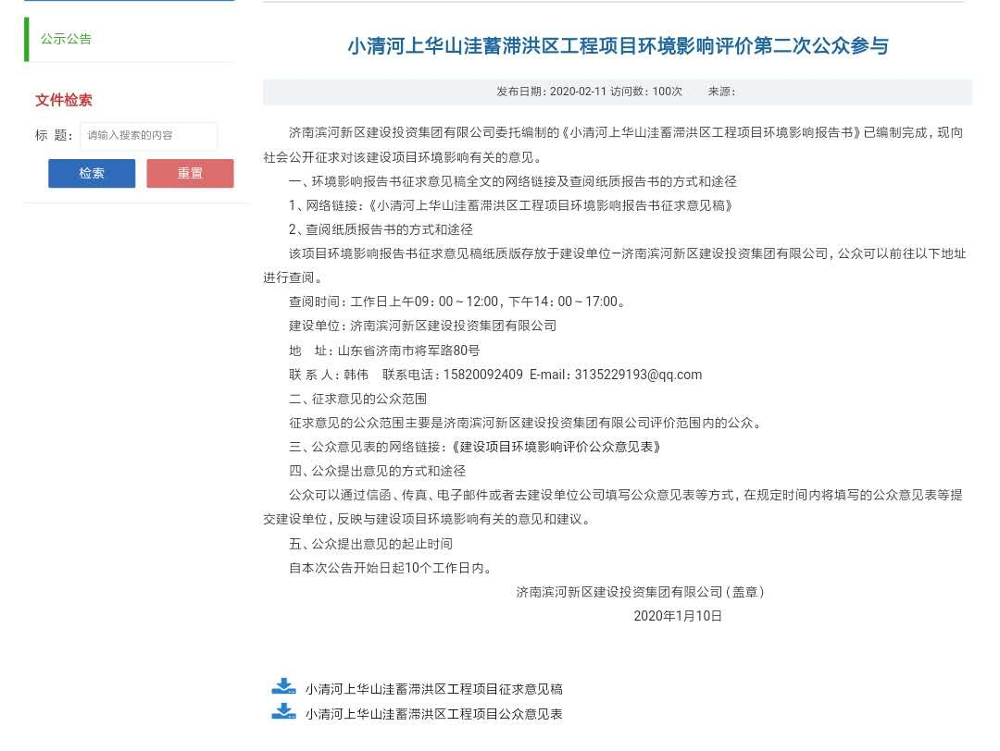 公示公告
文件检索
标 题：
请输入搜索的内容
检索
重置
小清河上华山洼蓄滞洪区工程项目环境影响评价第二次公众参与
发布日期：2020-02-11 访问数：100次 来源：
济南滨河新区建设投资集团有限公司委托编制的《小清河上华山洼蓄滞洪区工程项目环境影响报告书》已编制完成，现向
社会公开征求对该建设项目环境影响有关的意见。
一、环境影响报告书征求意见稿全文的网络链接及查阅纸质报告书的方式和途径
1、网络链接：《小清河上华山洼蓄滞洪区工程项目环境影响报告书征求意见稿》
2、查阅纸质报告书的方式和途径
该项目环境影响报告书征求意见稿纸质版存放于建设单位—济南滨河新区建设投资集团有限公司，公众可以前往以下地址
进行查阅。
查阅时间：工作日上午09：00～12:00，下午14：00～17:00。
建设单位：济南滨河新区建设投资集团有限公司
地 址：山东省济南市将军路80号
联 系 人：韩伟 联系电话：15820092409 E-mail：3135229193@qq.com
二、征求意见的公众范围
征求意见的公众范围主要是济南滨河新区建设投资集团有限公司评价范围内的公众。
三、公众意见表的网络链接：《建设项目环境影响评价公众意见表》
四、公众提出意见的方式和途径
公众可以通过信函、传真、电子邮件或者去建设单位公司填写公众意见表等方式，在规定时间内将填写的公众意见表等提
交建设单位，反映与建设项目环境影响有关的意见和建议。
五、公众提出意见的起止时间
自本次公告开始日起10个工作日内。
济南滨河新区建设投资集团有限公司（盖章）
2020年1月10日
小清河上华山洼蓄滞洪区工程项目征求意见稿
小清河上华山洼蓄滞洪区工程项目公众意见表